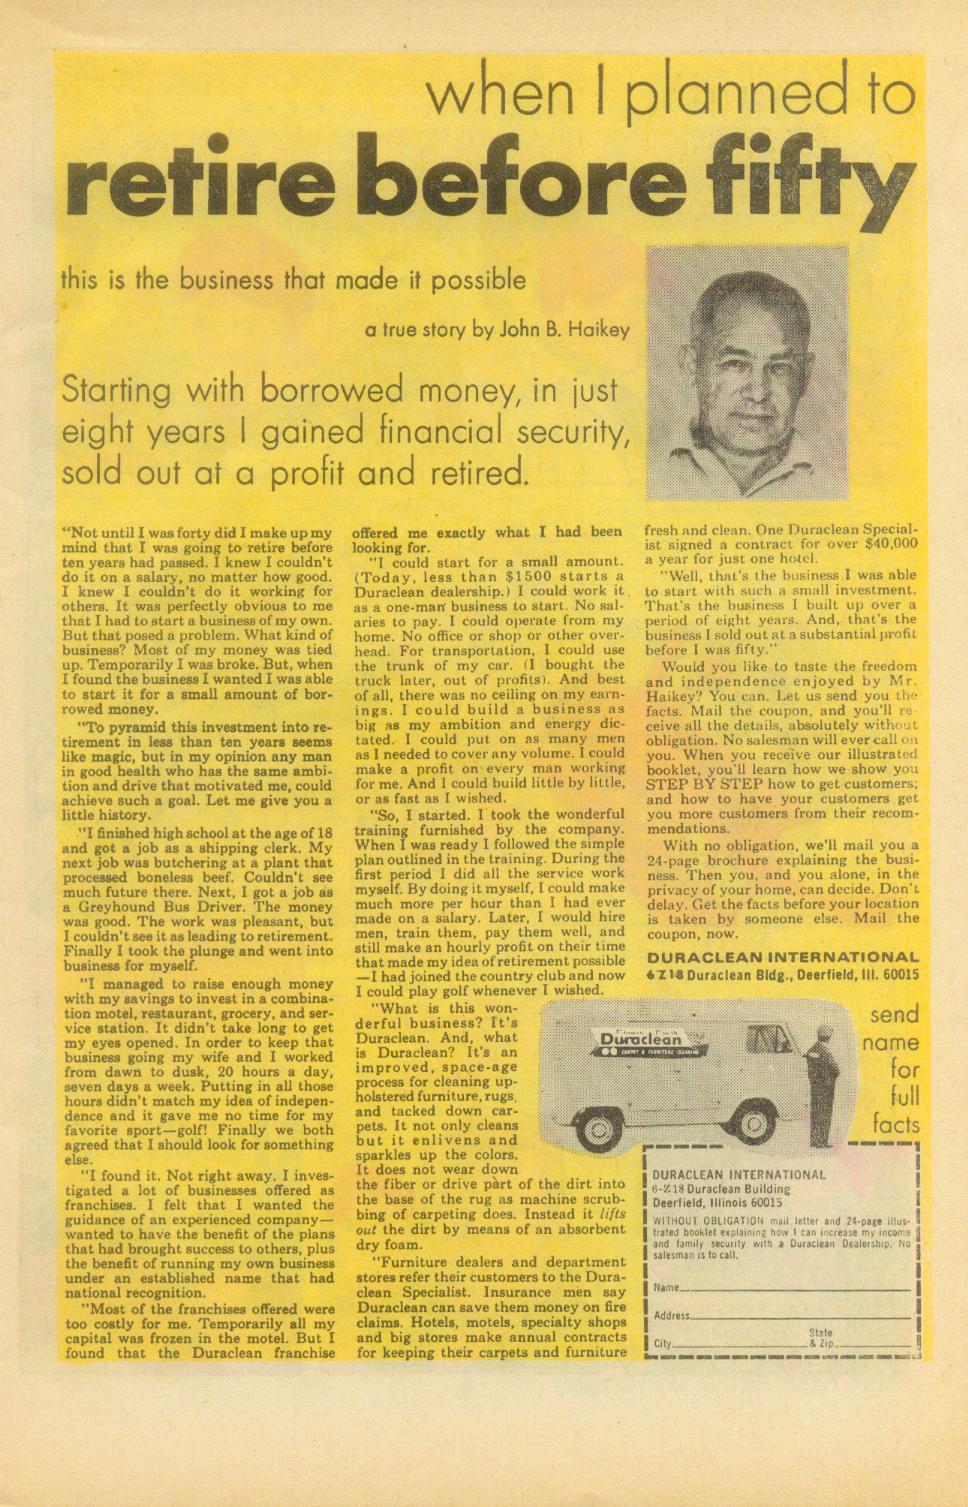 when I planned to
retire before fifty
this is the business that made it possible
a true story by John B. Haikey
Starting with borrowed money, in just
eight years I gained financial security,
sold out at a profit and retired.
"Not until I was forty did I make up my
mind that I was going to retire before
ten years had passed. I knew I couldn't
do it on a salary, no matter how good.
I knew I couldn't do it working for
others. It was perfectly obvious to me
that I had to start a business of my own.
But that posed a problem. What kind of
business? Most of my money was tied
up. Temporarily I was broke. But, when
I found the business I wanted I was able
to start it for a small amount of bor-
rowed money.
"To pyramid this investment into re-
tirement in less than ten years seems
like magic, but in my opinion any man
in good health who has the same ambi-
tion and drive that motivated me, could
achieve such a goal. Let me give you a
little history.
"I finished high school at the age of 18
and got a job as a shipping clerk. My
next job was butchering at a plant that
processed boneless beef. Couldn't see
much future there. Next, I got a job as
a Greyhound Bus Driver. The money
was good. The work was pleasant, but
I couldn't see it as leading to retirement.
Finally I took the plunge and went into
business for myself.
"I managed to raise enough money
with my savings to invest in a combina-
tion motel, restaurant, grocery, and ser-
vice station. It didn't take long to get
my eyes opened. In order to keep that
business going my wife and I worked
from dawn to dusk, 20 hours a day,
seven days a week. Putting in all those
hours didn't match my idea of indepen-
dence and it gave me no time for my
favorite sport—golf! Finally we both
agreed that I should look for something
else.
"I found it. Not right away. I inves-
tigated a lot of businesses offered as
franchises. I felt that I wanted the
guidance of an experienced company—
wanted to have the benefit of the plans
that had brought success to others, plus
the benefit of running my own business
under an established name that had
national recognition.
"Most of the franchises offered were
too costly for me. Temporarily all my
capital was frozen in the motel. But I
found that the Duraclean franchise
offered me exactly what I had been
looking for.
"I could start for a small amount.
(Today, less than $1500 starts a
Duraclean dealership.) I could work it
as a one-man business to start. No sal-
aries to pay. I could operate from my
home. No office or shop or other over-
head. For transportation, I could use
the trunk of my car. (I bought the
truck later, out of profits). And best
of all, there was no ceiling on my earn-
ings. I could build a business as
big as my ambition and energy dic-
tated. I could put on as many men
as I needed to cover any volume. I could
make a profit on every man working
for me. And I could build little by little,
or as fast as I wished.
"So, I started. I took the wonderful
training furnished by the company.
When I was ready I followed the simple
plan outlined in the training. During the
first period I did all the service work
myself. By doing it myself, I could make
much more per hour than I had ever
made on a salary. Later, I would hire
men, train them, pay them well, and
still make an hourly profit on their time
that made my idea of retirement possible
—I had joined the country club and now
I could play golf whenever I wished.
"What is this won-
derful business? It's
Duraclean. And, what
is Duraclean? It's an
improved, space-age
process for cleaning up-
holstered furniture, rugs,
and tacked down car-
pets. It not only cleans
but it enlivens and
sparkles up the colors.
It does not wear down
the fiber or drive part of the dirt into
the base of the rug as machine scrub-
bing of carpeting does. Instead it lifts
out the dirt by means of an absorbent
dry foam.
"Furniture dealers and department
stores refer their customers to the Dura-
clean Specialist. Insurance men say
Duraclean can save them money on fire
claims. Hotels, motels, specialty shops
and big stores make annual contracts
for keeping their carpets and furniture
fresh and clean. One Duraclean Special-
ist signed a contract for over $40,000
a year for just one hotel.
"Well, that's the business I was able
to start with such a small investment.
That's the business I built up over a
period of eight years. And, that's the
business I sold out at a substantial profit
before I was fifty."
Would you like to taste the freedom
and independence enjoyed by Mr.
Haikey? You can. Let us send you the
facts. Mail the coupon, and you'll re-
ceive all the details, absolutely without
obligation. No salesman will ever call on
you. When you receive our illustrated
booklet, you'll learn how we show you
STEP BY STEP how to get customers;
and how to have your customers get
you more customers from their recom-
mendations.
With no obligation, we'll mail you a
24-page brochure explaining the busi-
ness. Then you, and you alone, in the
privacy of your home, can decide. Don't
delay. Get the facts before your location
is taken by someone else. Mail the
coupon, now.
DURACLEAN INTERNATIONAL
6-Z18 Duraclean Bldg., Deerfield, Ill. 60015
Duraclean
CARPET & FURNITURE CLEANING
send
name
for
full
facts
DURACLEAN INTERNATIONAL
6-Z18 Duraclean Building
Deerfield, Illinois 60015
WITHOUT OBLIGATION mail letter and 24-page illus-
trated booklet explaining how I can increase my income
and family security with a Duraclean Dealership. No
salesman is to call.
Name
Address
City State & Zip